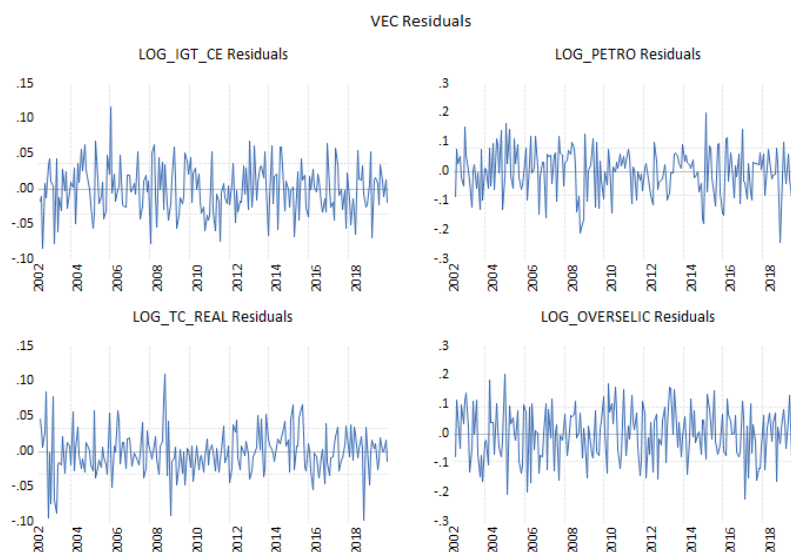 VEC Residuals
LOG_IGT_CE Residuals
.15
.10
.05
.00
-.05
-.10
2002 2004 2006 2008 2010 2012 2014 2016 2018
LOG_PETRO Residuals
.3
.2
.1
.0
-.1
-.2
-.3
2002 2004 2006 2008 2010 2012 2014 2016 2018
LOG_TC_REAL Residuals
.15
.10
.05
.00
-.05
-.10
2002 2004 2006 2008 2010 2012 2014 2016 2018
LOG_OVERSELIC Residuals
.3
.2
.1
.0
-.1
-.2
-.3
2002 2004 2006 2008 2010 2012 2014 2016 2018